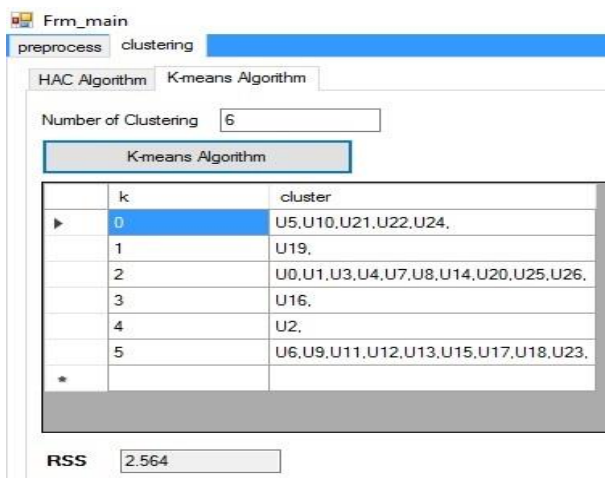 Frm_main
preprocess clustering
HAC Algorithm K-means Algorithm
Number of Clustering 6
K-means Algorithm
k cluster
0 U5,U10,U21,U22,U24,
1 U19,
2 U0,U1,U3,U4,U7,U8,U14,U20,U25,U26,
3 U16,
4 U2,
5 U6,U9,U11,U12,U13,U15,U17,U18,U23,
RSS 2.564